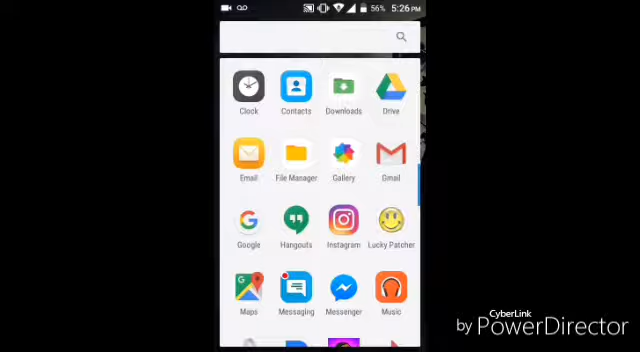 56% 5:26 PM
Clock Contacts Downloads Drive
Email File Manager Gallery Gmail
Google Hangouts Instagram Lucky Patcher
G
Maps Messaging Messenger Music
CyberLink
by PowerDirector